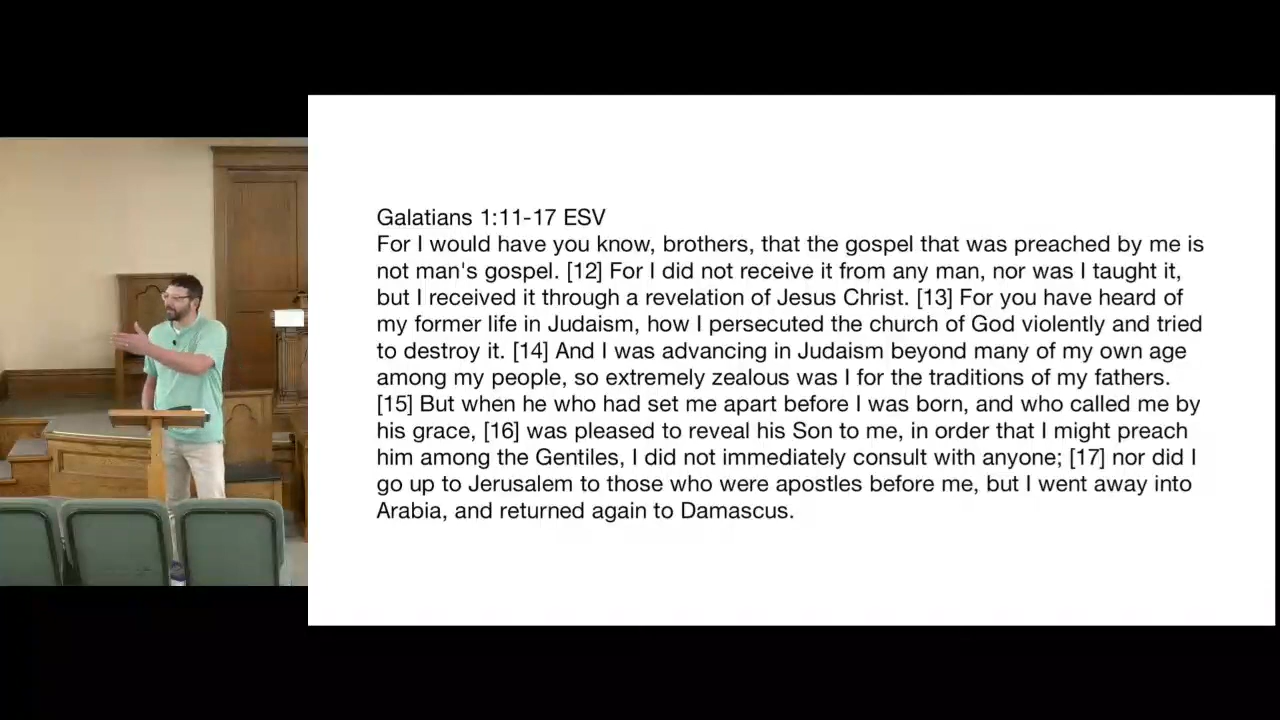 Galatians 1:11-17 ESV
For I would have you know, brothers, that the gospel that was preached by me is
not man's gospel. [12] For I did not receive it from any man, nor was I taught it,
but I received it through a revelation of Jesus Christ. [13] For you have heard of
my former life in Judaism, how I persecuted the church of God violently and tried
to destroy it. [14] And I was advancing in Judaism beyond many of my own age
among my people, so extremely zealous was I for the traditions of my fathers.
[15] But when he who had set me apart before I was born, and who called me by
his grace, [16] was pleased to reveal his Son to me, in order that I might preach
him among the Gentiles, I did not immediately consult with anyone; [17] nor did I
go up to Jerusalem to those who were apostles before me, but I went away into
Arabia, and returned again to Damascus.